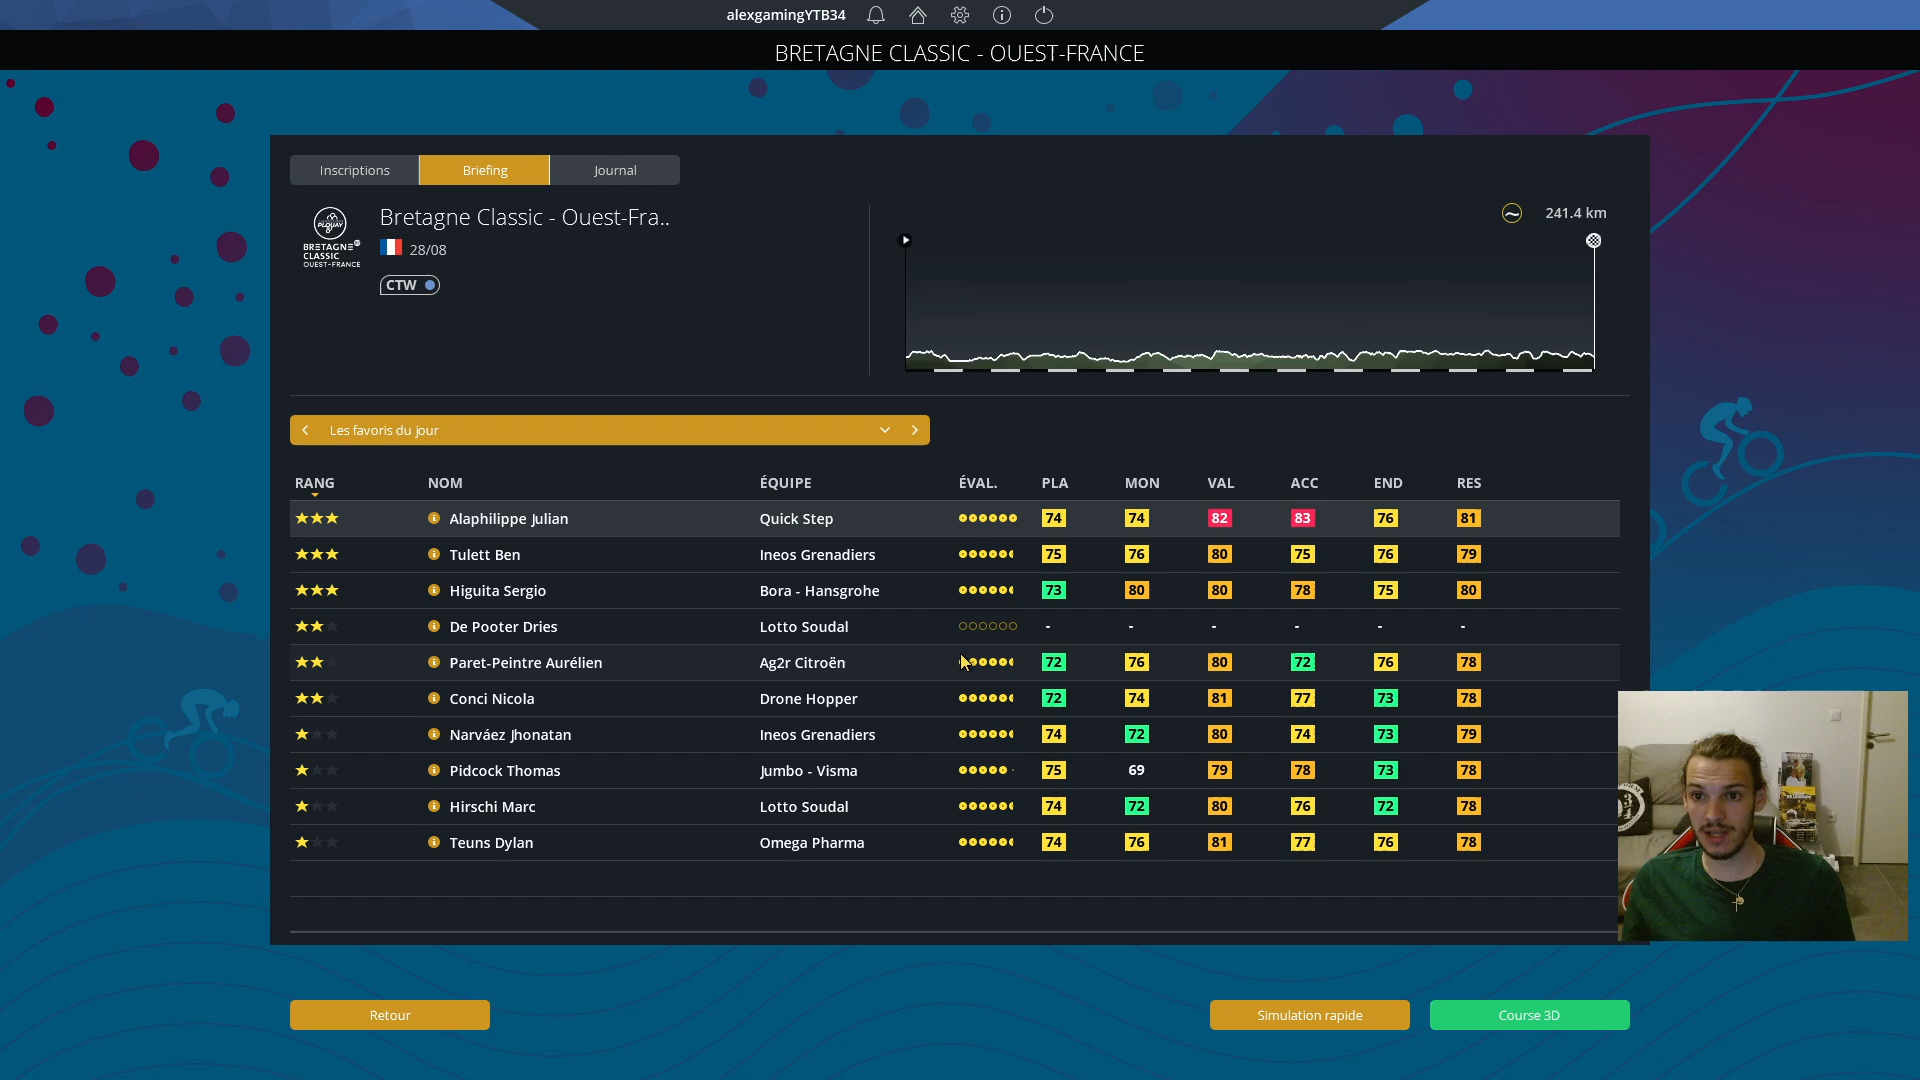 alexgamingYTB34
BRETAGNE CLASSIC - OUEST-FRANCE
Inscriptions Briefing Journal
PLOUAY
BRETAGNE
CLASSIC
OUEST-FRANCE
Bretagne Classic - Ouest-Fra..
28/08
CTW
241.4 km
Les favoris du jour
RANG NOM ÉQUIPE ÉVAL. PLA MON VAL ACC END RES
Alaphilippe Julian Quick Step 74 74 82 83 76 81
Tulett Ben Ineos Grenadiers 75 76 80 75 76 79
Higuita Sergio Bora - Hansgrohe 73 80 80 78 75 80
De Pooter Dries Lotto Soudal - - - - - -
Paret-Peintre Aurélien Ag2r Citroën 72 76 80 72 76 78
Conci Nicola Drone Hopper 72 74 81 77 73 78
Narváez Jhonatan Ineos Grenadiers 74 72 80 74 73 79
Pidcock Thomas Jumbo - Visma 75 69 79 78 73 78
Hirschi Marc Lotto Soudal 74 72 80 76 72 78
Teuns Dylan Omega Pharma 74 76 81 77 76 78
Retour Simulation rapide Course 3D